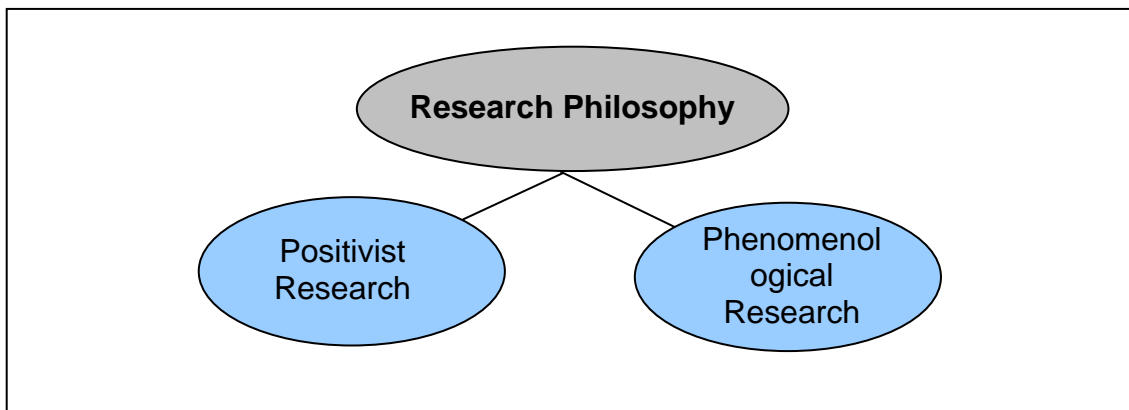 Research Philosophy
Positivist
Research
Phenomenol
ogical
Research